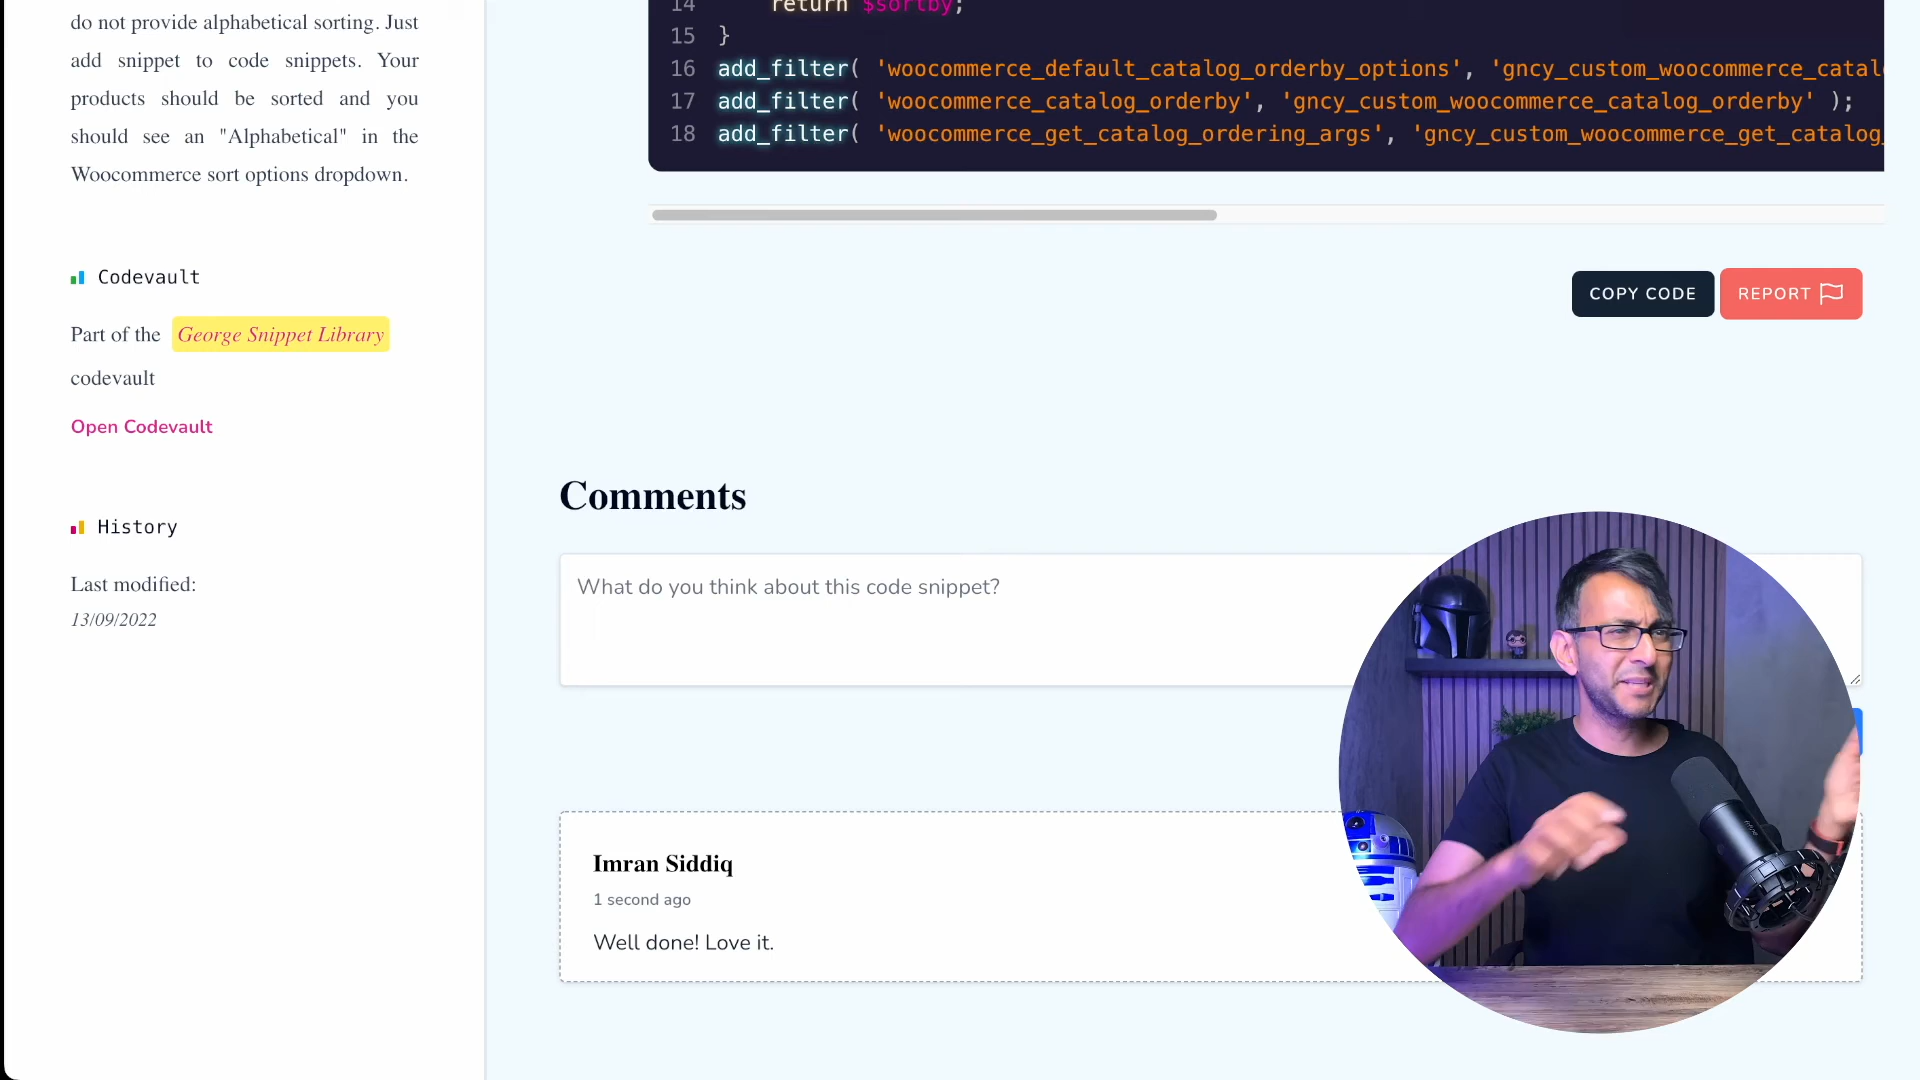 do not provide alphabetical sorting. Just
add snippet to code snippets. Your
products should be sorted and you
should see an "Alphabetical" in the
Woocommerce sort options dropdown.
Codevault
Part of the George Snippet Library
codevault
Open Codevault
History
Last modified:
13/09/2022
14 return $sortby;
15 }
16 add_filter( 'woocommerce_default_catalog_orderby_options', 'gncy_custom_woocommerce_catal
17 add_filter( 'woocommerce_catalog_orderby', 'gncy_custom_woocommerce_catalog_orderby' );
18 add_filter( 'woocommerce_get_catalog_ordering_args', 'gncy_custom_woocommerce_get_catalog_
COPY CODE REPORT
Comments
What do you think about this code snippet?
Imran Siddiq
1 second ago
Well done! Love it.